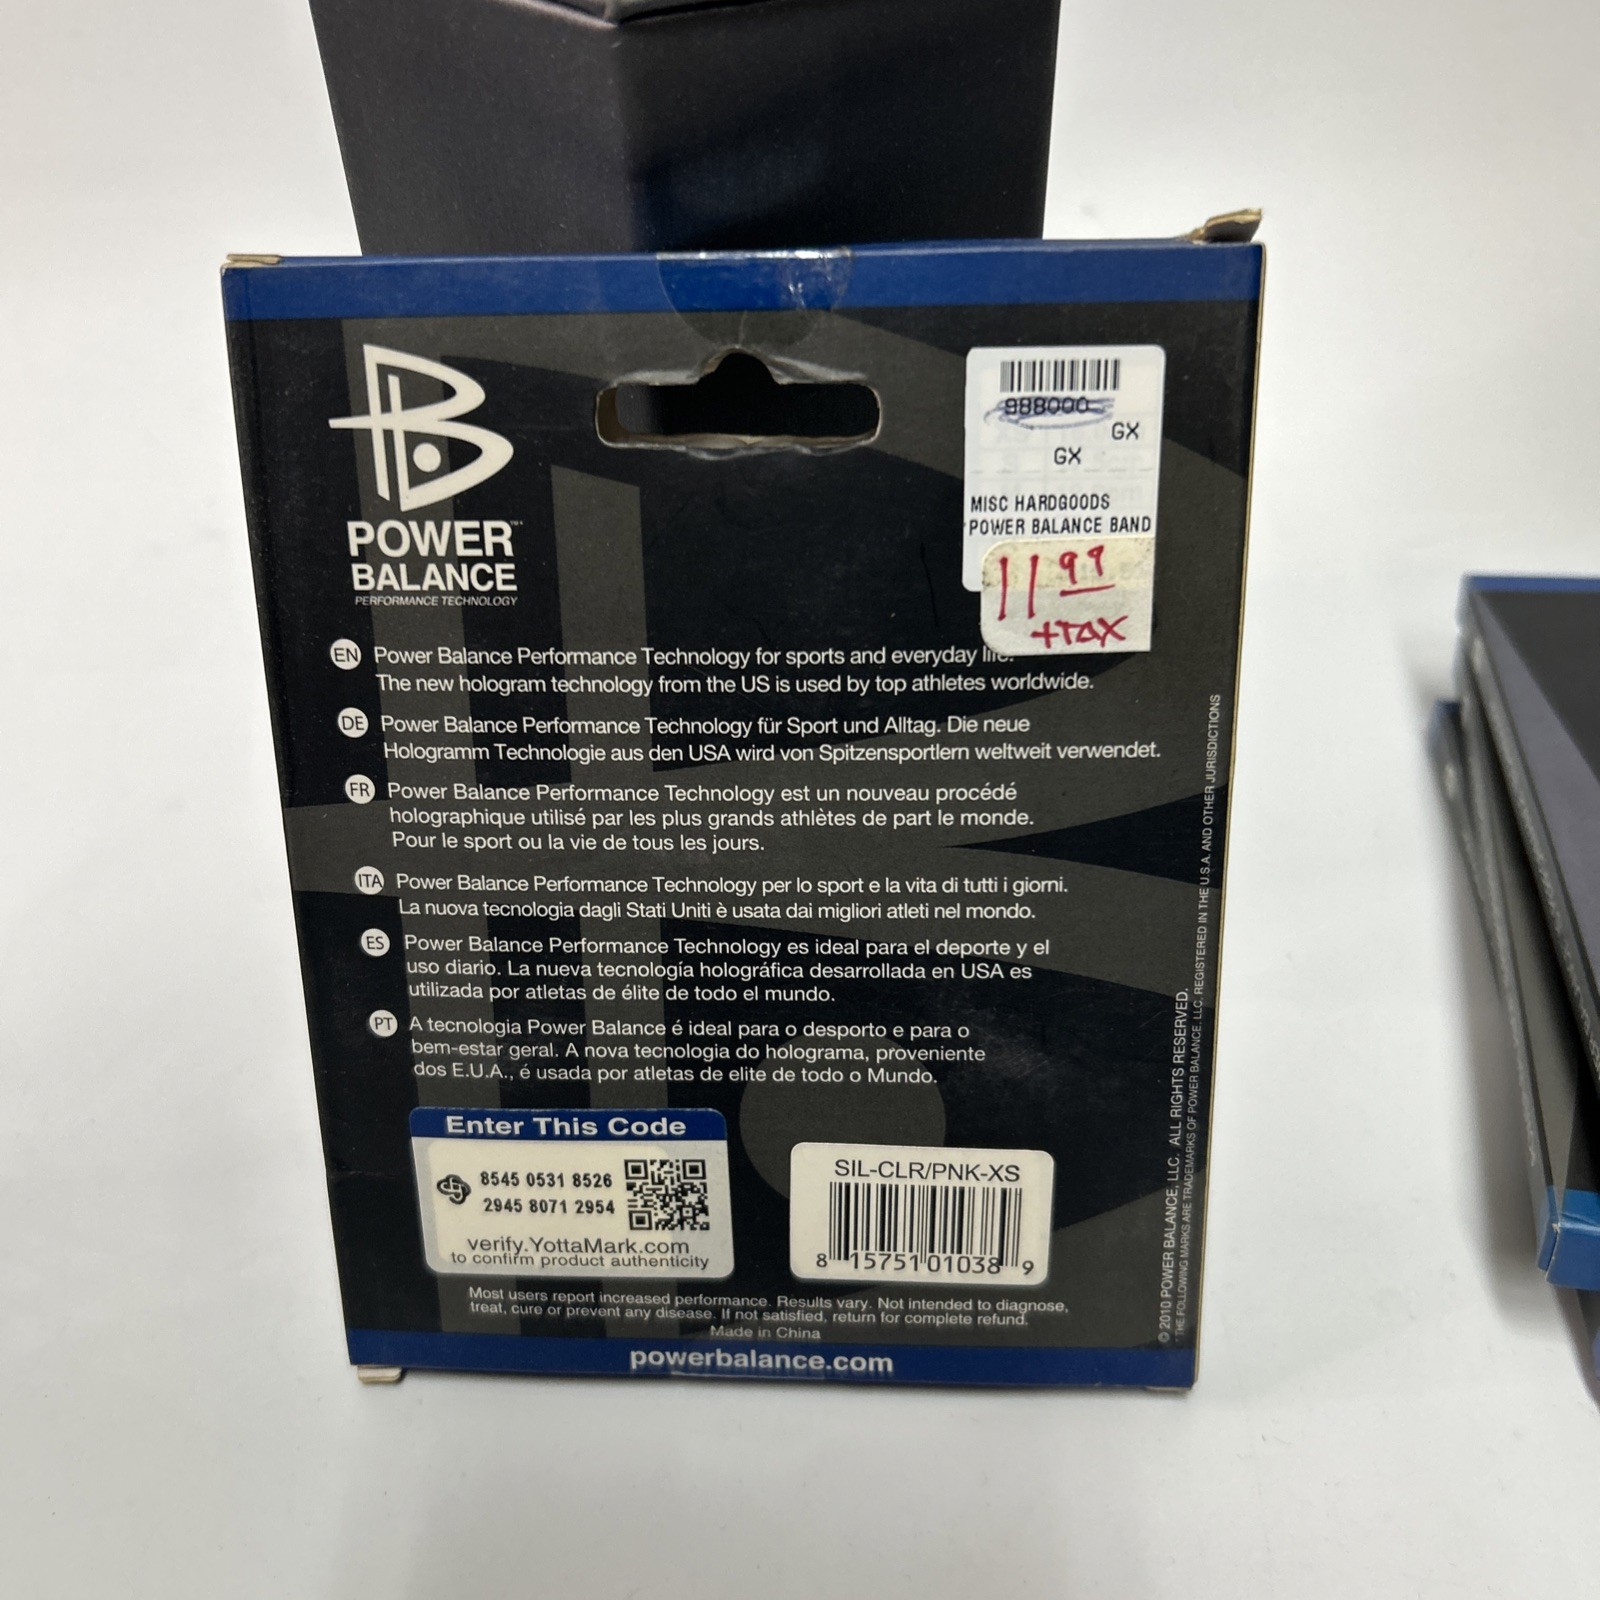 POWER™
BALANCE
PERFORMANCE TECHNOLOGY
988000
GX
GX
MISC HARDGOODS
POWER BALANCE BAND
11 99
+TAX
EN Power Balance Performance Technology for sports and everyday life.
The new hologram technology from the US is used by top athletes worldwide.
DE Power Balance Performance Technology für Sport und Alltag. Die neue
Hologramm Technologie aus den USA wird von Spitzensportlern weltweit verwendet.
FR Power Balance Performance Technology est un nouveau procédé
holographique utilisé par les plus grands athlètes de part le monde.
Pour le sport ou la vie de tous les jours.
ITA Power Balance Performance Technology per lo sport e la vita di tutti i giorni.
La nuova tecnologia dagli Stati Uniti è usata dai migliori atleti nel mondo.
ES Power Balance Performance Technology es ideal para el deporte y el
uso diario. La nueva tecnología holográfica desarrollada en USA es
utilizada por atletas de élite de todo el mundo.
PT A tecnologia Power Balance é ideal para o desporto e para o
bem-estar geral. A nova tecnologia do holograma, proveniente
dos E.U.A., é usada por atletas de elite de todo o Mundo.
Enter This Code
8545 0531 8526
2945 8071 2954
verify.YottaMark.com
to confirm product authenticity
SIL-CLR/PNK-XS
8 15751 01038 9
Most users report increased performance. Results vary. Not intended to diagnose,
treat, cure or prevent any disease. If not satisfied, return for complete refund.
Made in China
powerbalance.com
© 2010 POWER BALANCE, LLC. ALL RIGHTS RESERVED.
THE FOLLOWING MARKS ARE TRADEMARKS OF POWER BALANCE, LLC. REGISTERED IN THE U.S.A. AND OTHER JURISDICTIONS